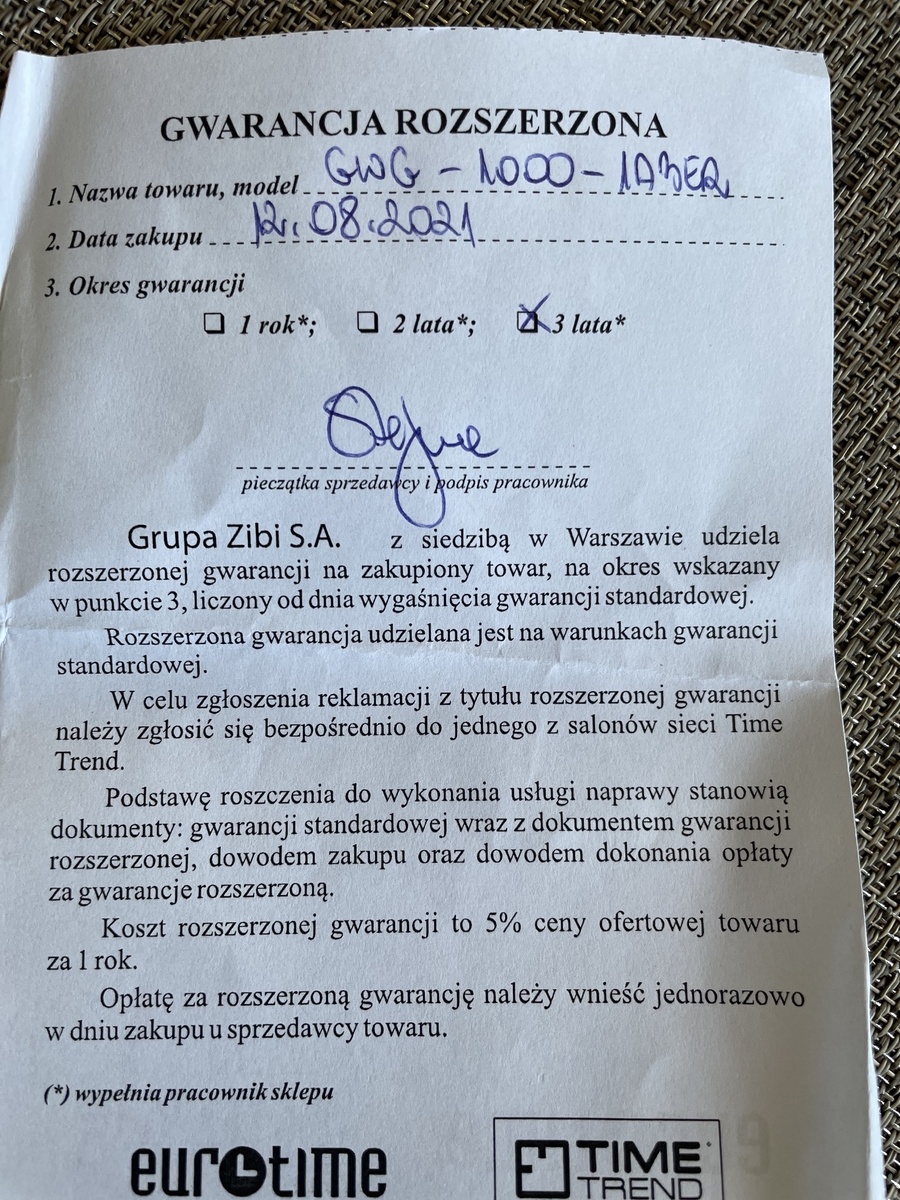 GWARANCJA ROZSZERZONA
1. Nazwa towaru, model GWG-1000-1A3ER
2. Data zakupu 12.08.2021
3. Okres gwarancji
1 rok*; 2 lata*; 3 lata*
pieczątka sprzedawcy i podpis pracownika
Grupa Zibi S.A. z siedzibą w Warszawie udziela
rozszerzonej gwarancji na zakupiony towar, na okres wskazany
w punkcie 3, liczony od dnia wygaśnięcia gwarancji standardowej.
Rozszerzona gwarancja udzielana jest na warunkach gwarancji
standardowej.
W celu zgłoszenia reklamacji z tytułu rozszerzonej gwarancji
należy zgłosić się bezpośrednio do jednego z salonów sieci Time
Trend.
Podstawę roszczenia do wykonania usługi naprawy stanowią
dokumenty: gwarancji standardowej wraz z dokumentem gwarancji
rozszerzonej, dowodem zakupu oraz dowodem dokonania opłaty
za gwarancje rozszerzoną.
Koszt rozszerzonej gwarancji to 5% ceny ofertowej towaru
za 1 rok.
Opłatę za rozszerzoną gwarancję należy wnieść jednorazowo
w dniu zakupu u sprzedawcy towaru.
(*) wypełnia pracownik sklepu
eurotime
TIME
TREND